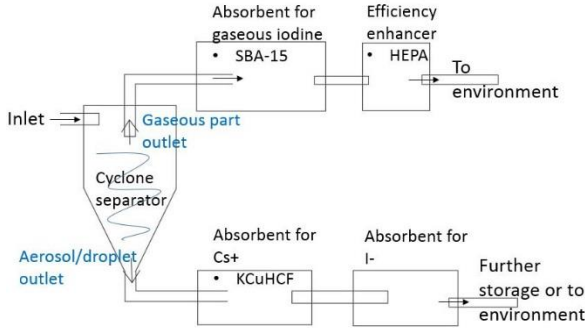 Absorbent for
gaseous iodine
• SBA-15
Efficiency
enhancer
• HEPA
To
environment
Inlet
Gaseous part
outlet
Cyclone
separator
Aerosol/droplet
outlet
Absorbent for
Cs+
• KCuHCF
Absorbent for
I-
Further
storage or to
environment